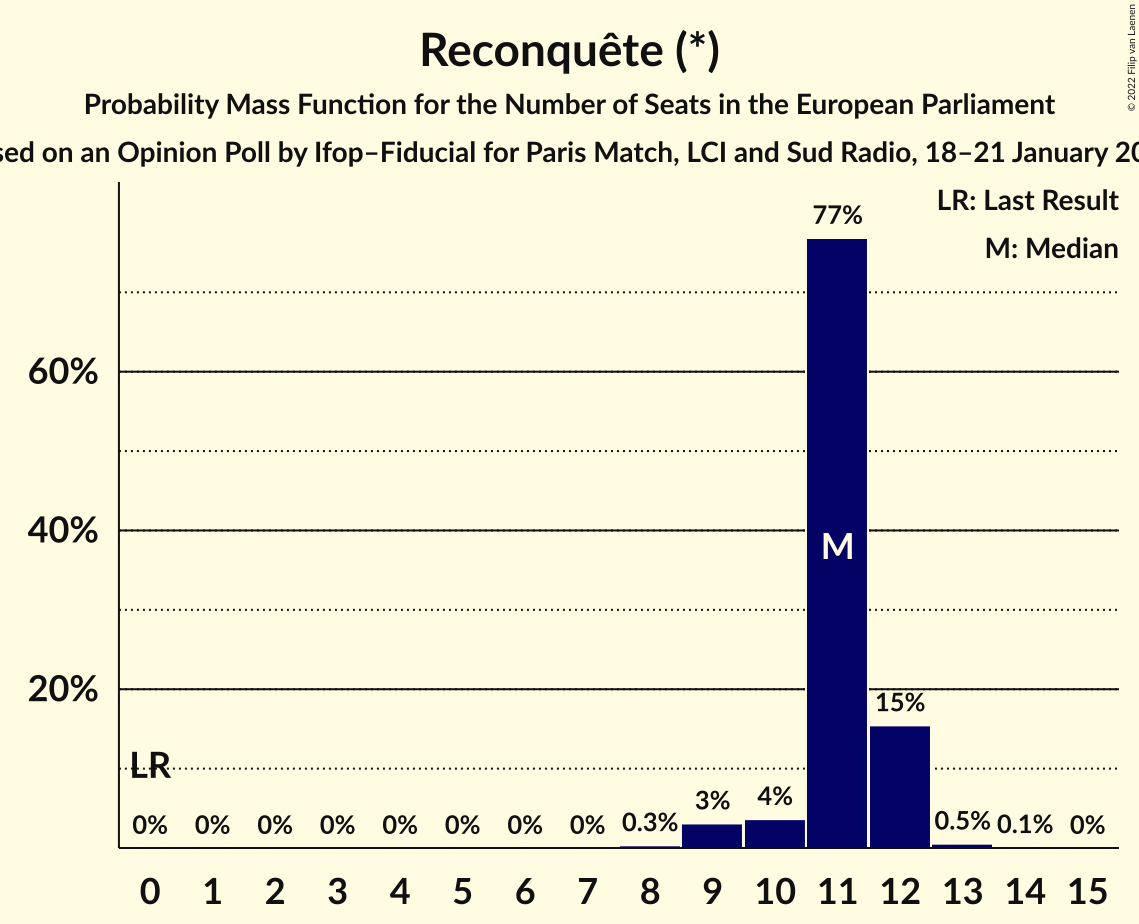 Reconquête (*)
Probability Mass Function for the Number of Seats in the European Parliament
on an Opinion Poll by Ifop–Fiducial for Paris Match, LCI and Sud Radio, 18–21 January
© 2022 Filip van Laenen
LR: Last Result
M: Median
77%
60%
40%
M
20%
15%
LR
0% 0% 0% 0% 0% 0% 0% 0% 0.3% 3% 4% 0.5% 0.1% 0%
0 1 2 3 4 5 6 7 8 9 10 11 12 13 14 15